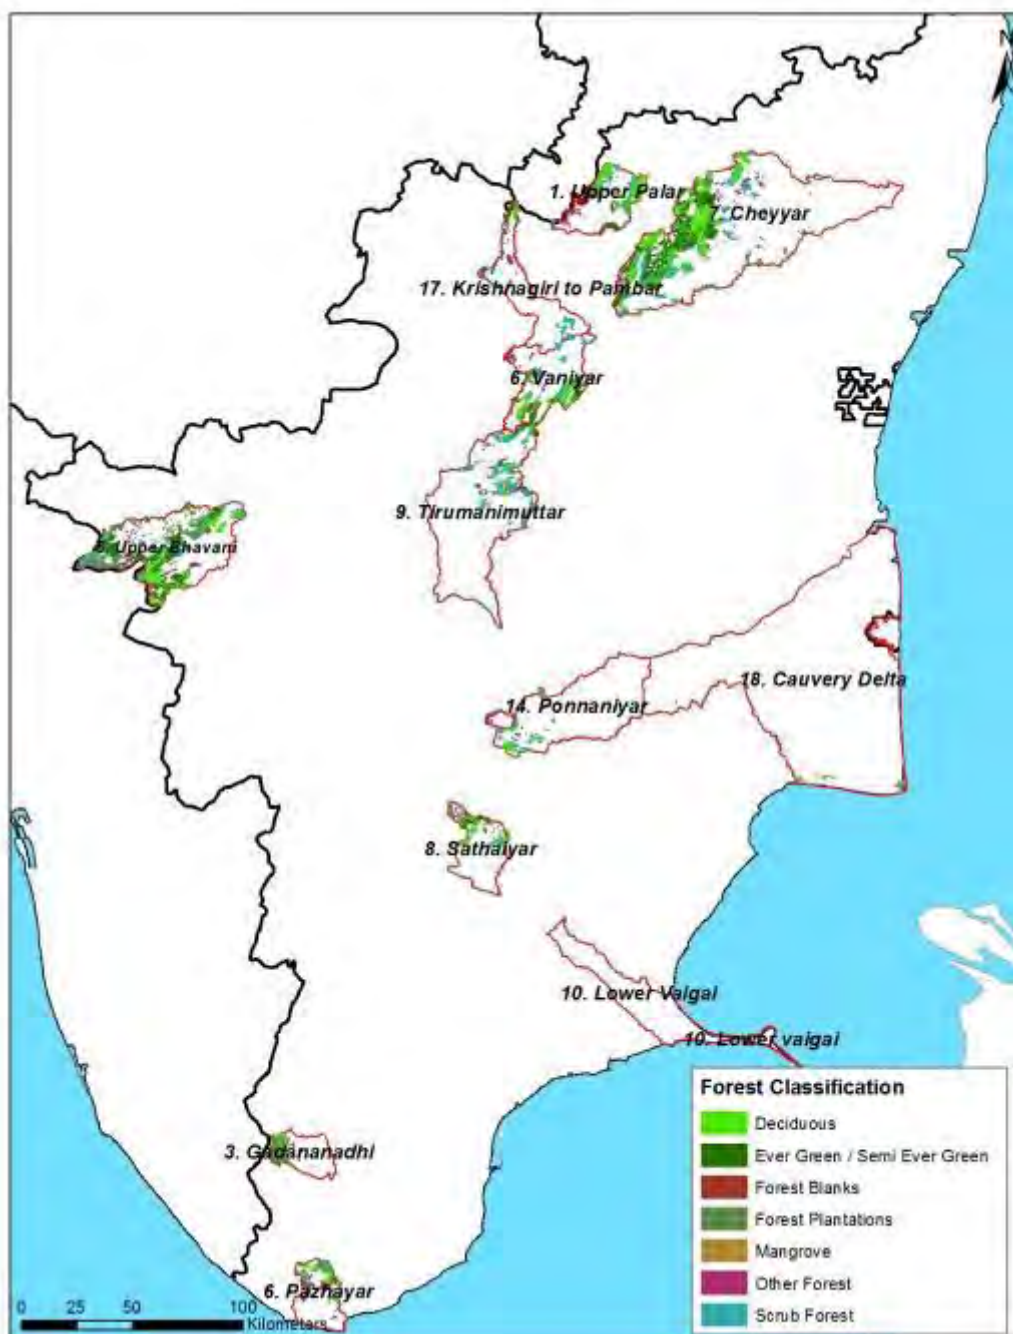 N
1. Upper Palar
7. Cheyyar
17. Krishnagiri to Pambar
6. Vaniyar
9. Tirumanimuttar
Upper Bhavani
18. Cauvery Delta
14. Ponnaniyar
8. Sathaiyar
10. Lower Vaigai
10. Lower vaigai
3. Gadananadhi
6. Pazhayar
0 25 50 100
Kilometers
Forest Classification
Deciduous
Ever Green / Semi Ever Green
Forest Blanks
Forest Plantations
Mangrove
Other Forest
Scrub Forest